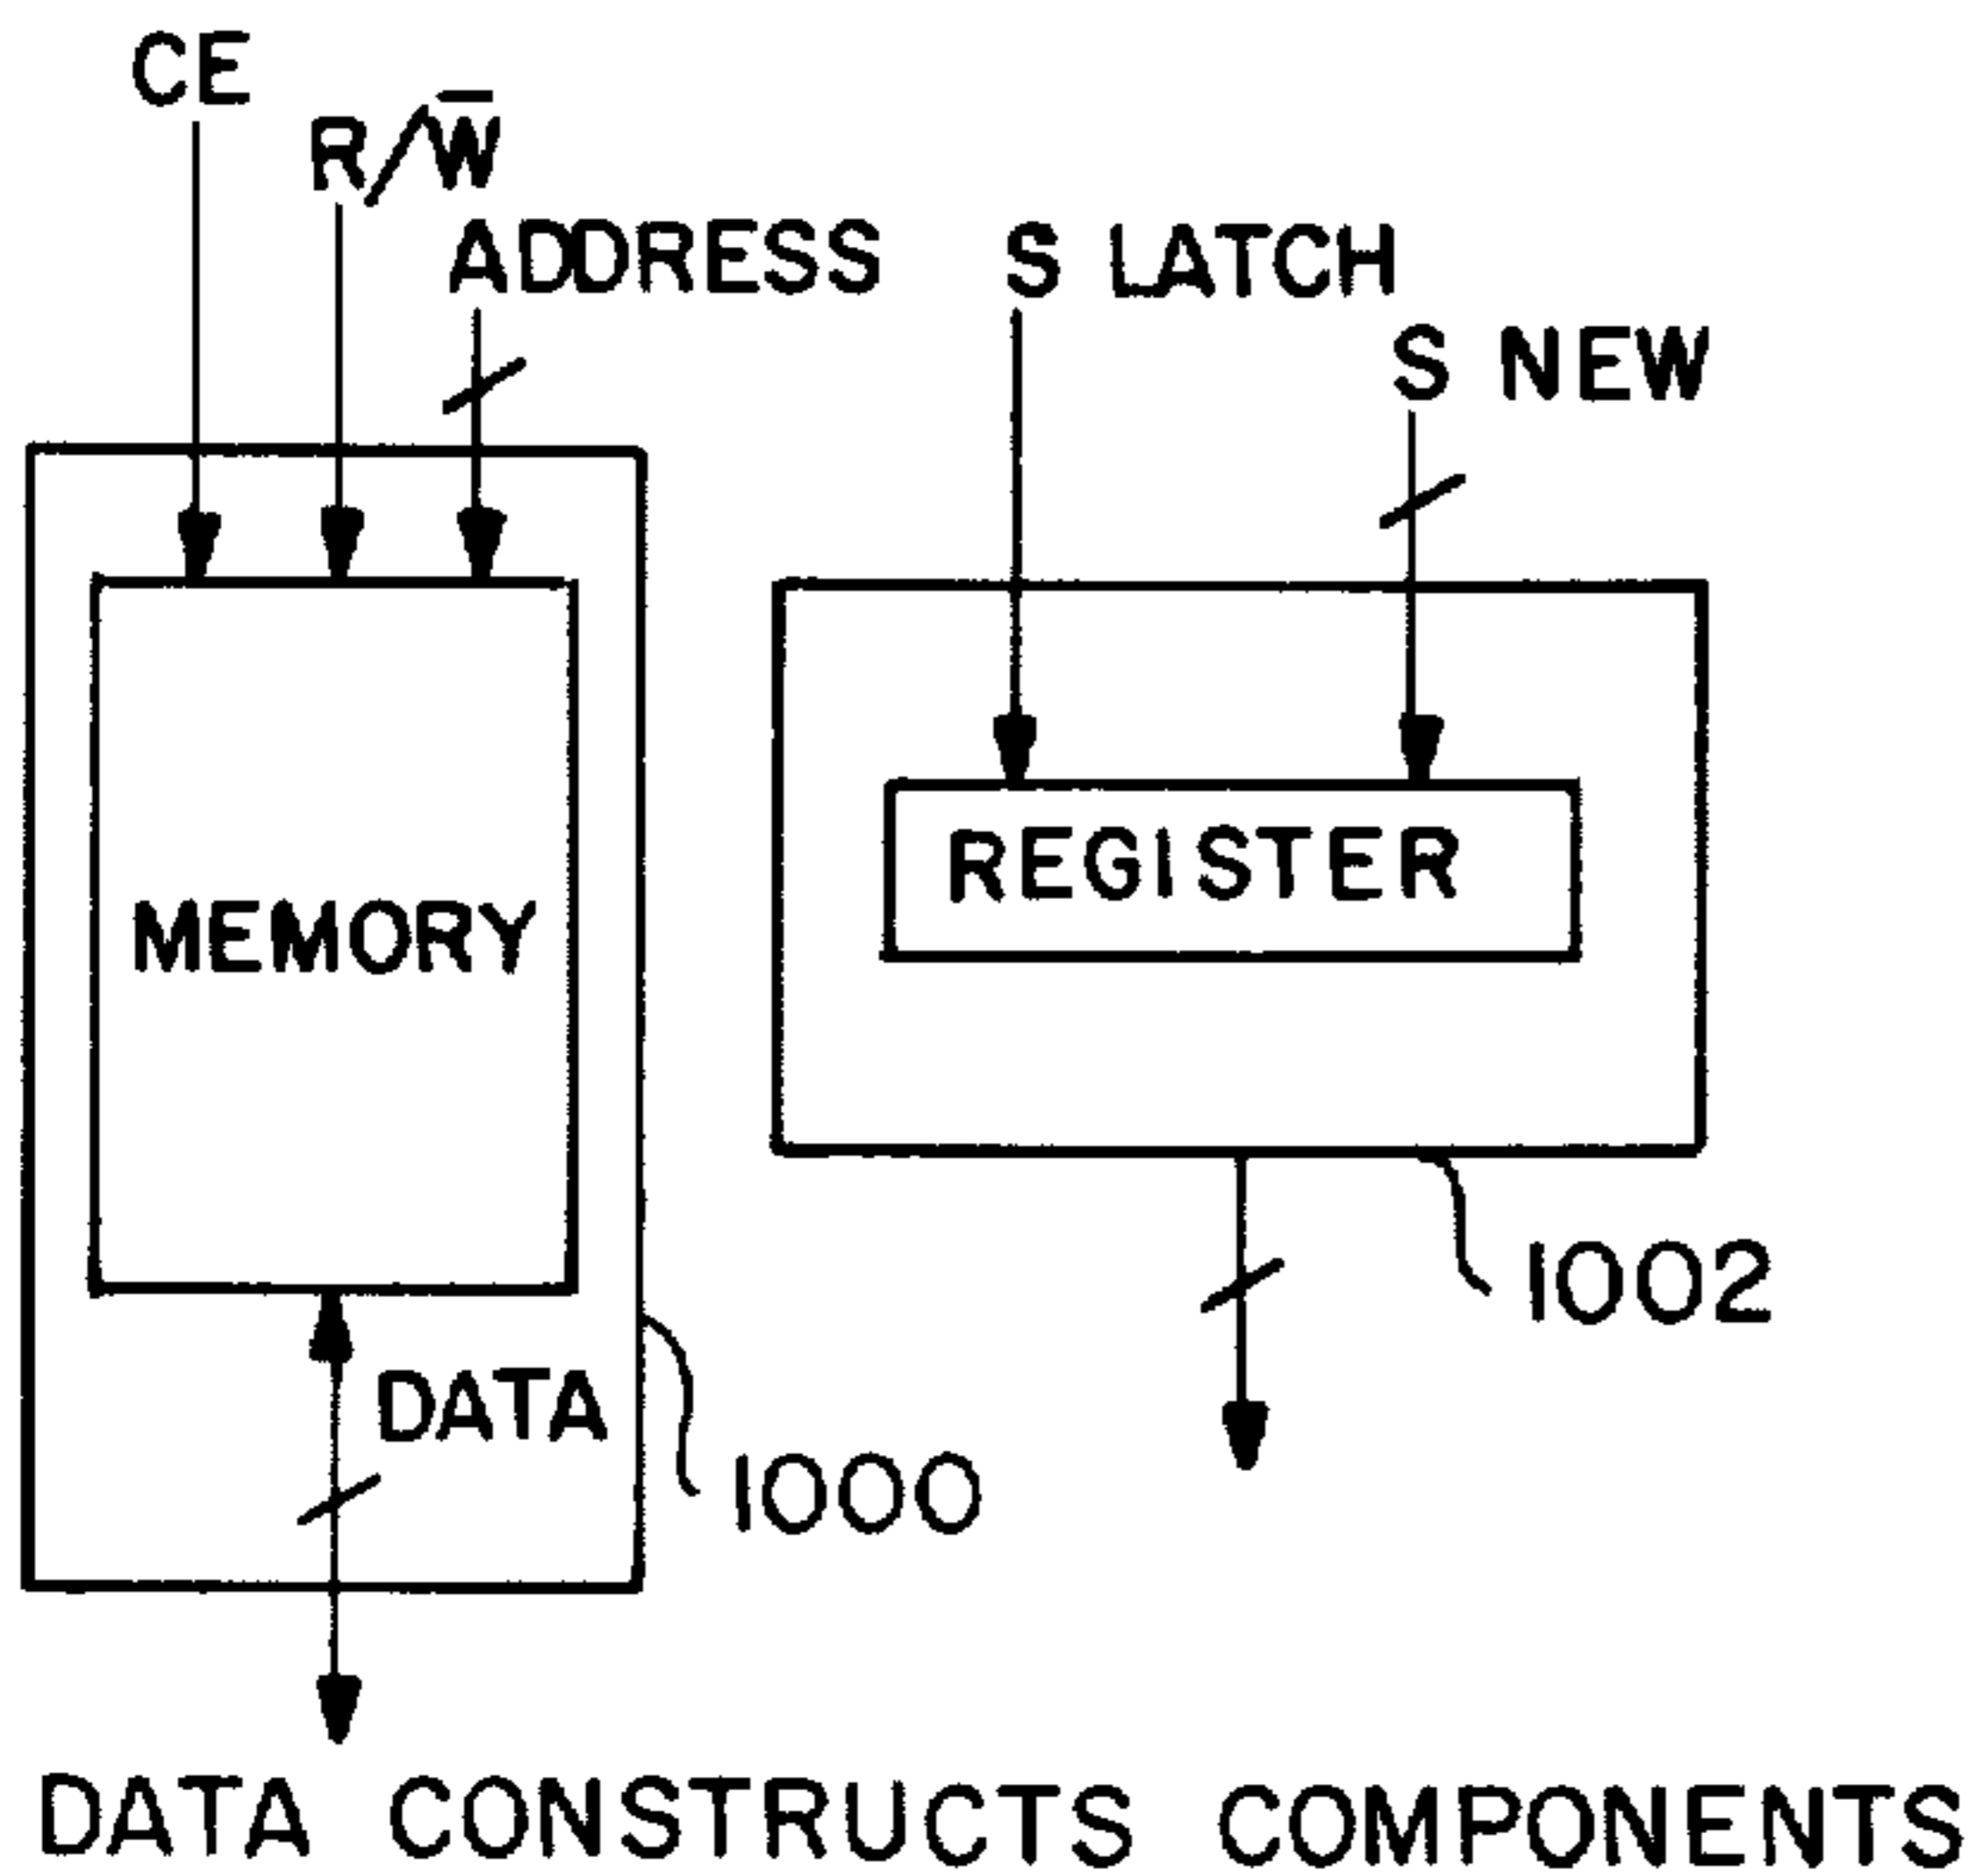 CE
R/W̅
ADDRESS
S LATCH
S NEW
MEMORY
REGISTER
DATA
1000
1002
DATA CONSTRUCTS COMPONENTS